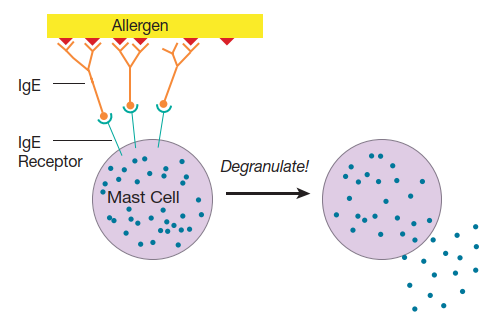 Allergen
IgE
IgE
Receptor
Degranulate!
Mast Cell